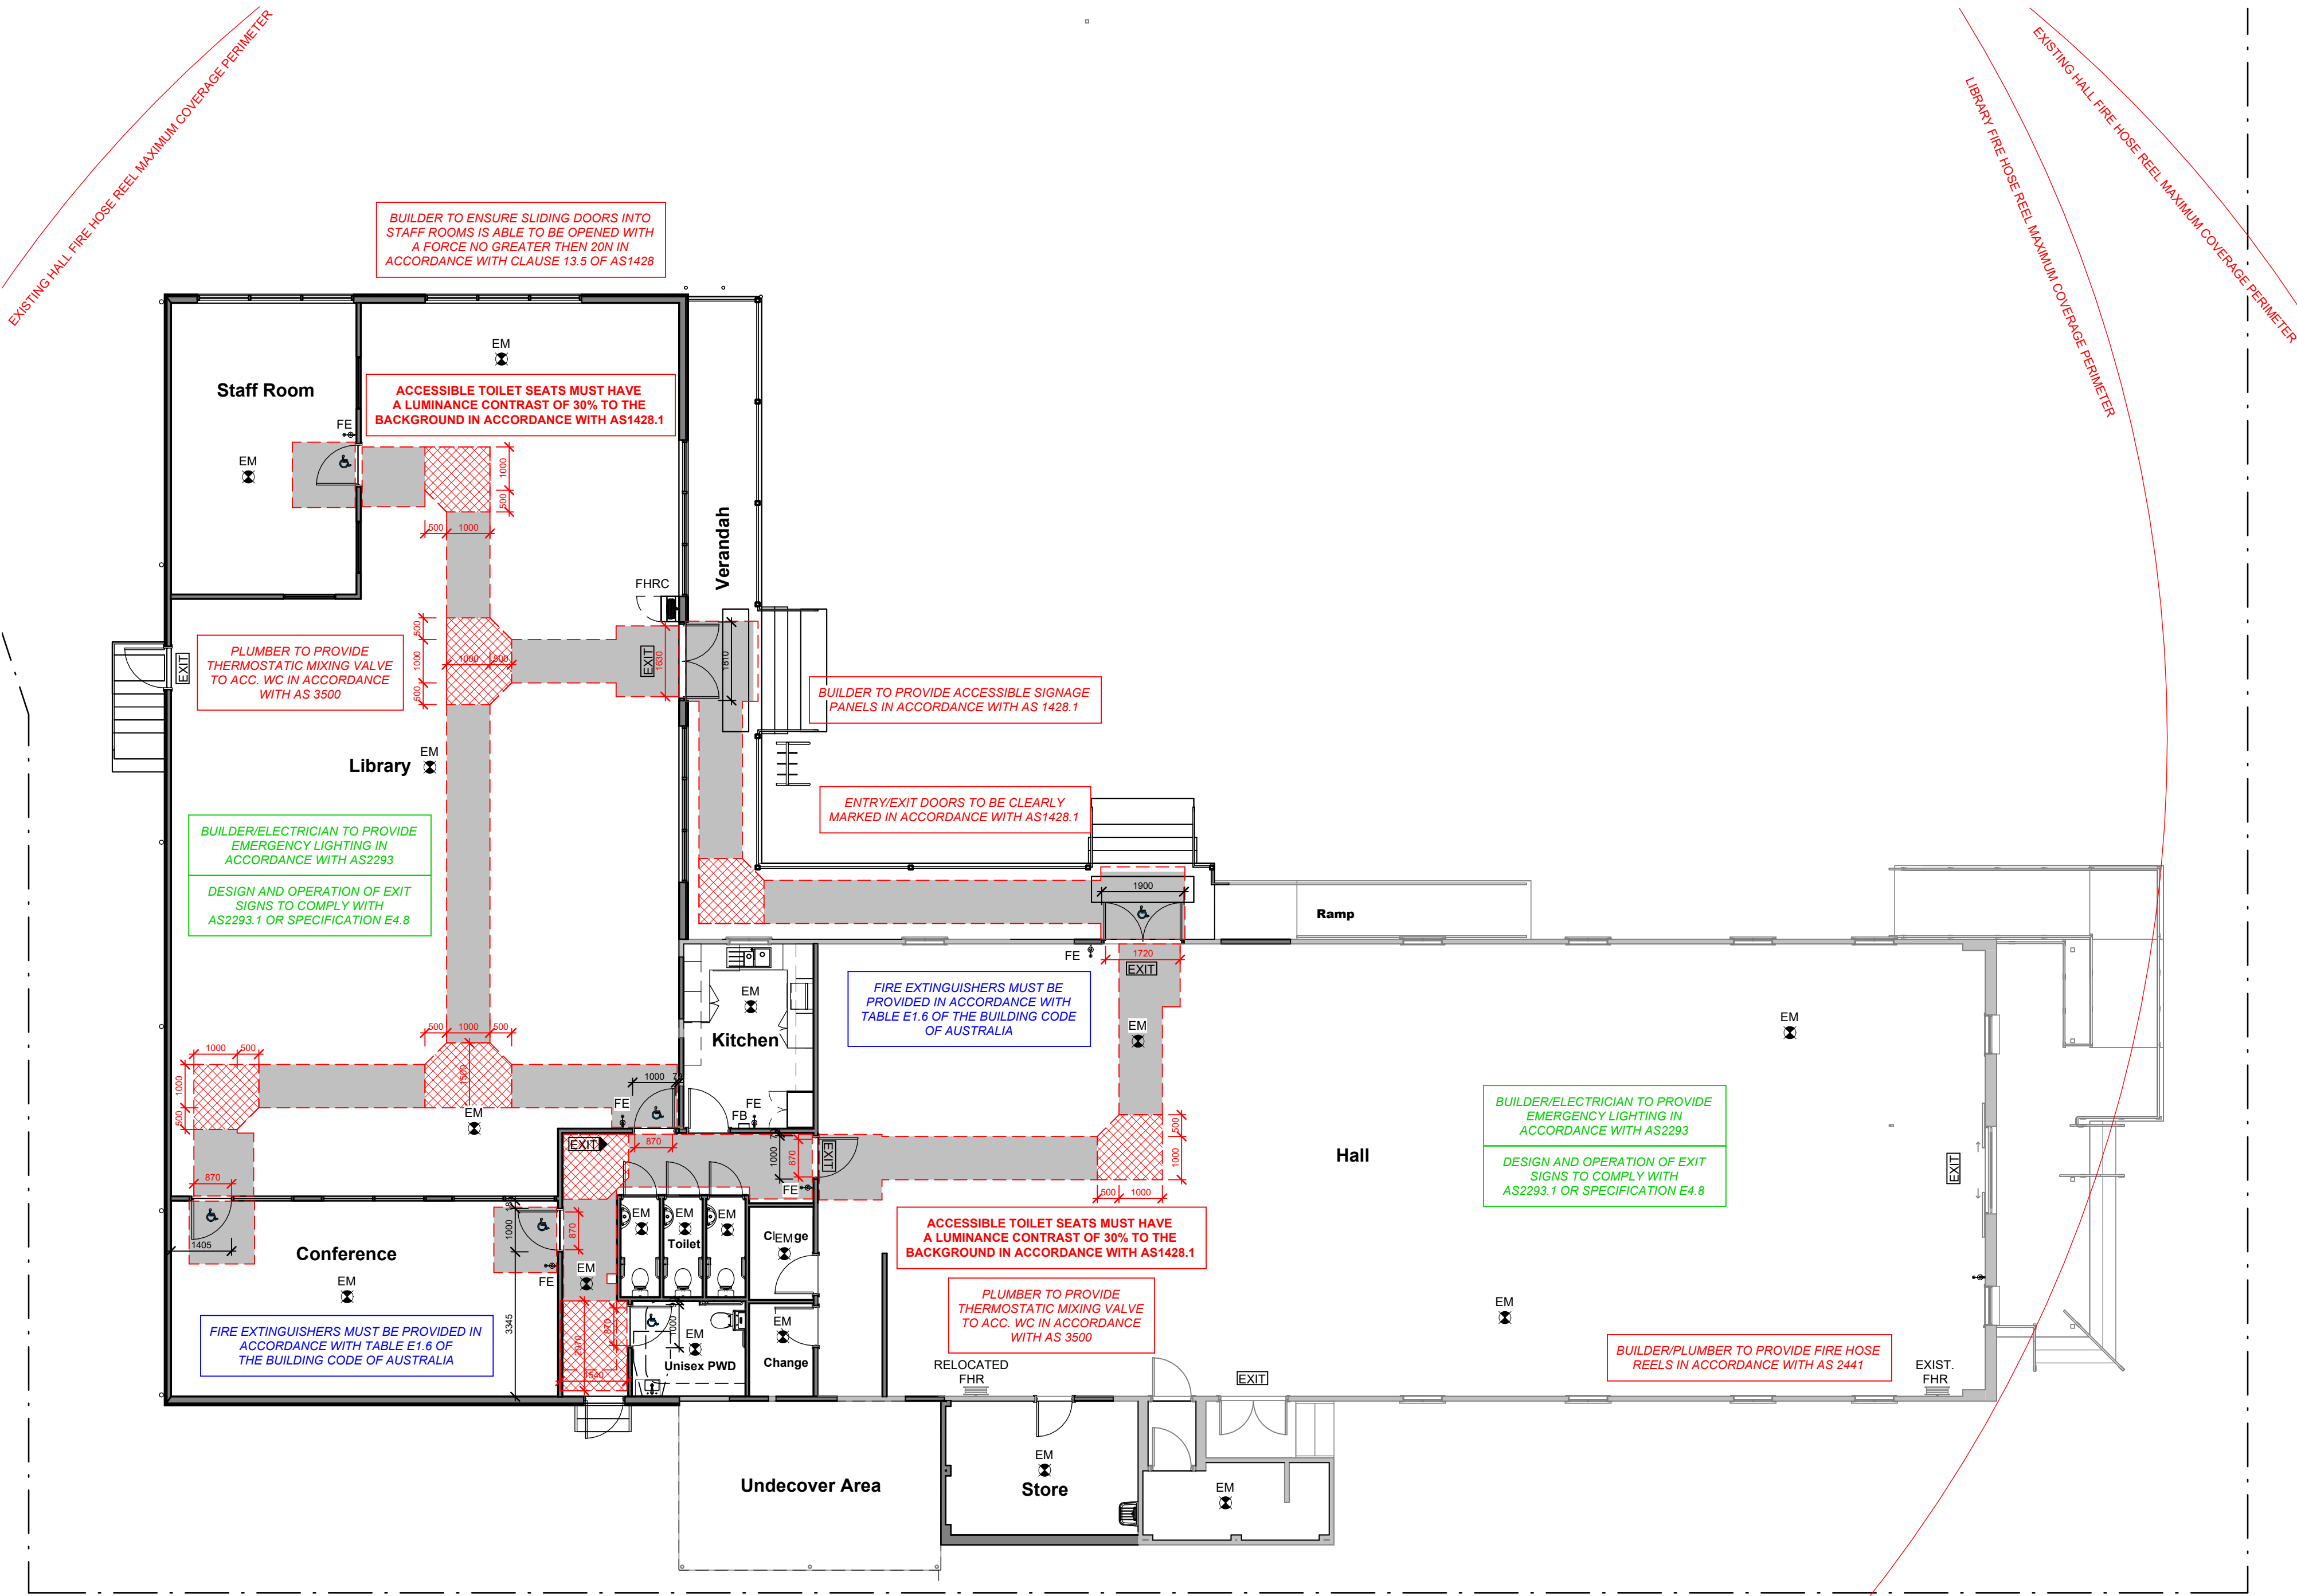 EXISTING HALL FIRE HOSE REEL MAXIMUM COVERAGE PERIMETER
EXISTING HALL FIRE HOSE REEL MAXIMUM COVERAGE PERIMETER
LIBRARY FIRE HOSE REEL MAXIMUM COVERAGE PERIMETER
BUILDER TO ENSURE SLIDING DOORS INTO
STAFF ROOMS IS ABLE TO BE OPENED WITH
A FORCE NO GREATER THEN 20N IN
ACCORDANCE WITH CLAUSE 13.5 OF AS1428
EM
Staff Room
ACCESSIBLE TOILET SEATS MUST HAVE
A LUMINANCE CONTRAST OF 30% TO THE
BACKGROUND IN ACCORDANCE WITH AS1428.1
FE
EM
1000
500
500
1000
Verandah
FHRC
500
1000
500
1000
500
EXIT
1630
1810
EXIT
PLUMBER TO PROVIDE
THERMOSTATIC MIXING VALVE
TO ACC. WC IN ACCORDANCE
WITH AS 3500
BUILDER TO PROVIDE ACCESSIBLE SIGNAGE
PANELS IN ACCORDANCE WITH AS 1428.1
EM
Library
ENTRY/EXIT DOORS TO BE CLEARLY
MARKED IN ACCORDANCE WITH AS1428.1
BUILDER/ELECTRICIAN TO PROVIDE
EMERGENCY LIGHTING IN
ACCORDANCE WITH AS2293
DESIGN AND OPERATION OF EXIT
SIGNS TO COMPLY WITH
AS2293.1 OR SPECIFICATION E4.8
1900
Ramp
FE
1720
EXIT
FIRE EXTINGUISHERS MUST BE
PROVIDED IN ACCORDANCE WITH
TABLE E1.6 OF THE BUILDING CODE
OF AUSTRALIA
EM
Kitchen
EM
EM
500
1000
500
1000
500
1000
500
1500
EM
1000
FE
FB
FE
EXIT
870
1000
870
EXIT
FE
500
1000
500
1000
Hall
EXIT
BUILDER/ELECTRICIAN TO PROVIDE
EMERGENCY LIGHTING IN
ACCORDANCE WITH AS2293
DESIGN AND OPERATION OF EXIT
SIGNS TO COMPLY WITH
AS2293.1 OR SPECIFICATION E4.8
870
1405
Conference
EM
1000
870
FE
3345
EM
EM
EM
EM
Toilet
EM
ACCESSIBLE TOILET SEATS MUST HAVE
A LUMINANCE CONTRAST OF 30% TO THE
BACKGROUND IN ACCORDANCE WITH AS1428.1
PLUMBER TO PROVIDE
THERMOSTATIC MIXING VALVE
TO ACC. WC IN ACCORDANCE
WITH AS 3500
EM
FIRE EXTINGUISHERS MUST BE PROVIDED IN
ACCORDANCE WITH TABLE E1.6 OF
THE BUILDING CODE OF AUSTRALIA
2070
1540
870
1000
EM
Unisex PWD
EM
Change
RELOCATED
FHR
EXIT
BUILDER/PLUMBER TO PROVIDE FIRE HOSE
REELS IN ACCORDANCE WITH AS 2441
EXIST.
FHR
Undecover Area
EM
Store
EM